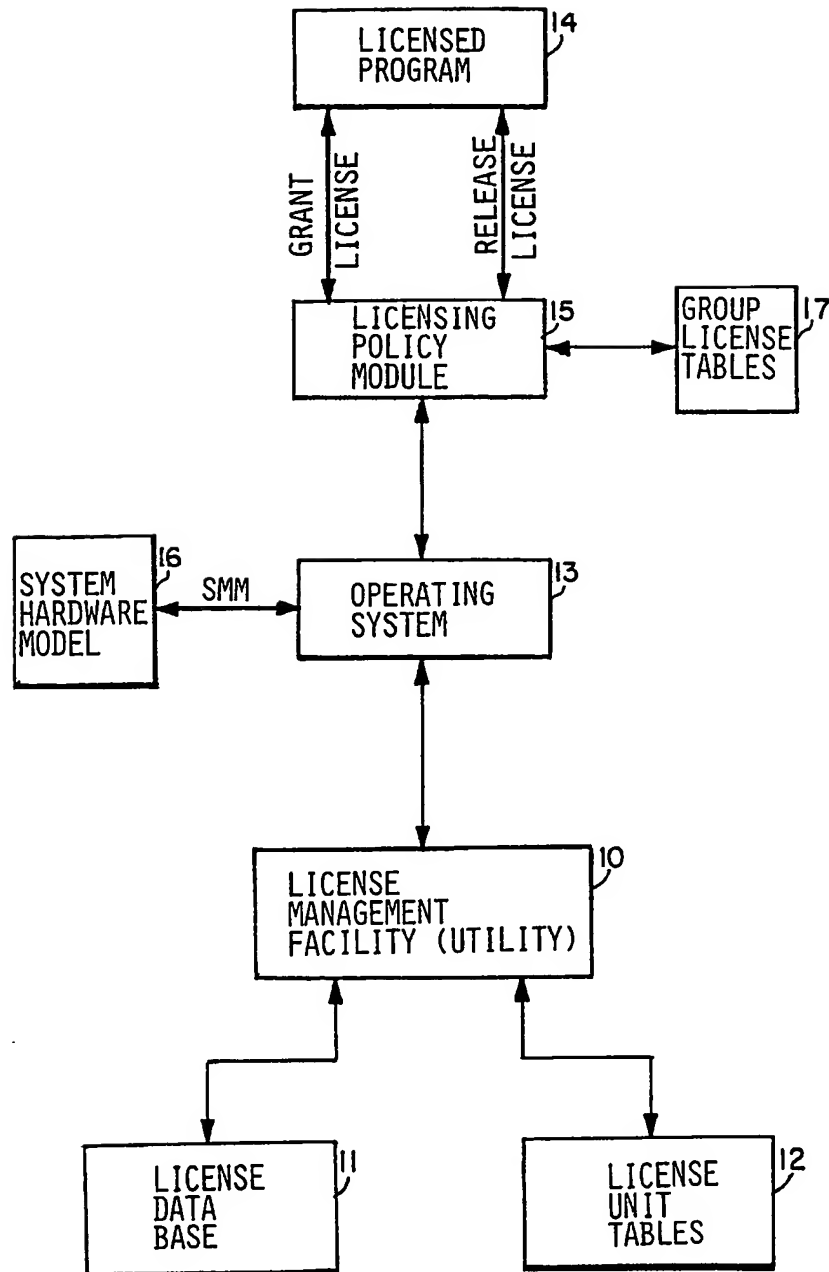 LICENSED
PROGRAM
14
GRANT
LICENSE
RELEASE
LICENSE
LICENSING
POLICY
MODULE
15
GROUP
LICENSE
TABLES
17
SYSTEM
HARDWARE
MODEL
16
SMM
OPERATING
SYSTEM
13
LICENSE
MANAGEMENT
FACILITY (UTILITY)
10
LICENSE
DATA
BASE
11
LICENSE
UNIT
TABLES
12